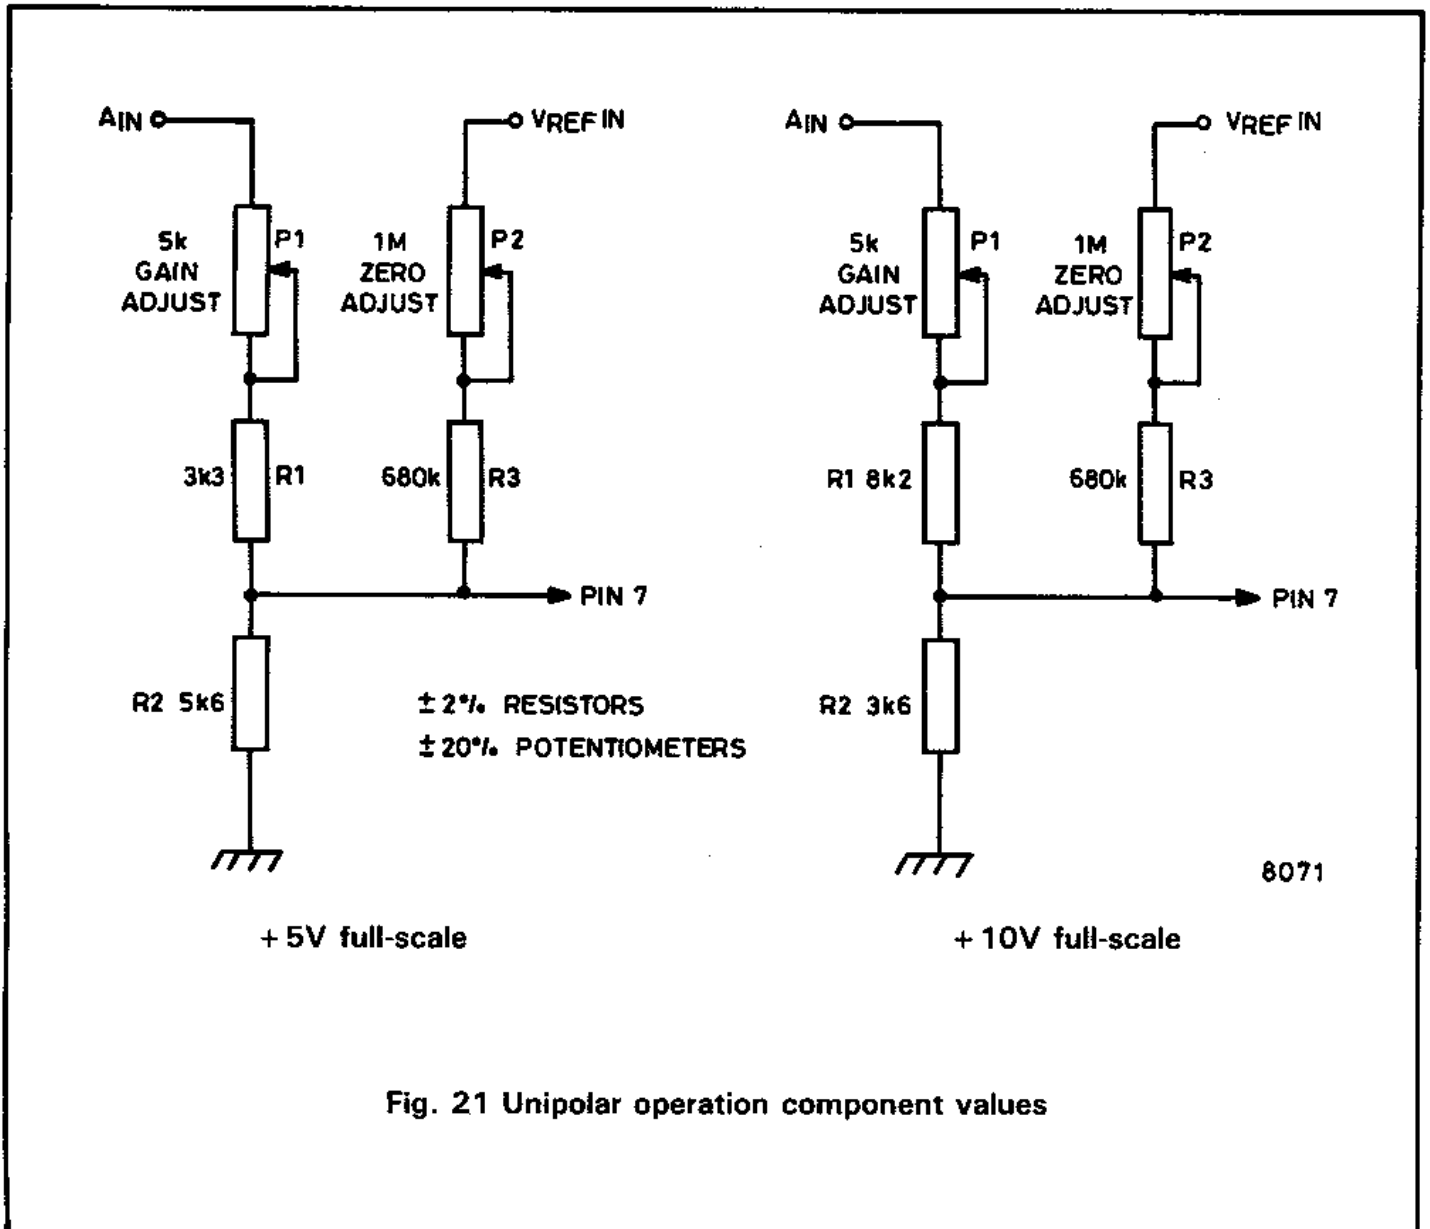 AIN
VREF IN
5k
GAIN
ADJUST
P1
1M
ZERO
ADJUST
P2
3k3
R1
680k
R3
PIN 7
R2 5k6
±2% RESISTORS
±20% POTENTIOMETERS
+5V full-scale
AIN
VREF IN
5k
GAIN
ADJUST
P1
1M
ZERO
ADJUST
P2
R1 8k2
680k
R3
PIN 7
R2 3k6
8071
+10V full-scale
Fig. 21 Unipolar operation component values